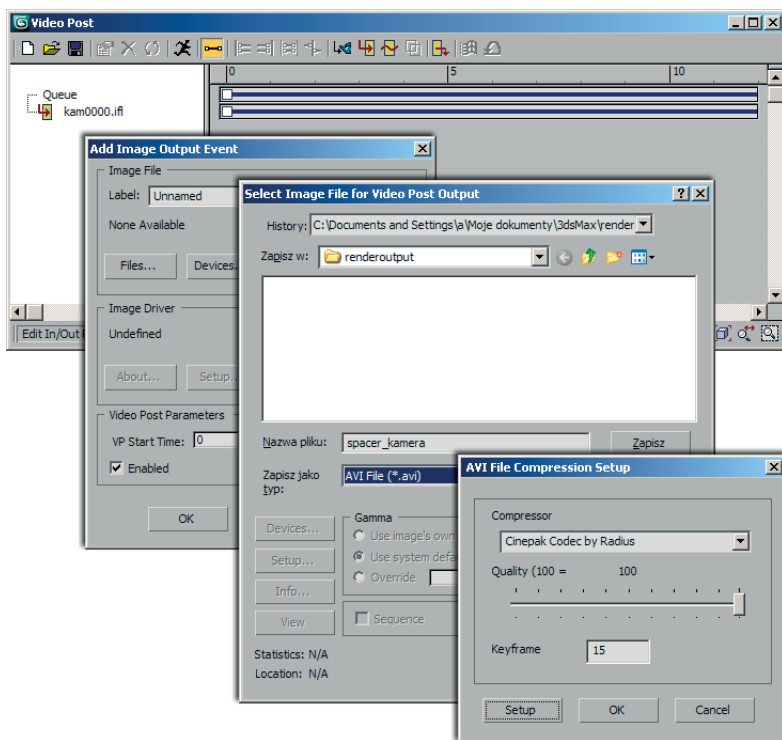 Video Post
0 5 10
Queue
kam0000.ifl
Edit In/Out
Add Image Output Event
Image File
Label: Unnamed
None Available
Files... Devices.
Image Driver
Undefined
About... Setup.
Video Post Parameters
VP Start Time: 0
Enabled
OK
Select Image File for Video Post Output
History: C:\Documents and Settings\a\Moje dokumenty\3dsMax\render
Zapisz w: renderoutput
Nazwa pliku: spacer_kamera Zapisz
Zapisz jako typ: AVI File (*.avi)
Devices...
Setup...
Info...
View
Gamma
Use image's own
Use system defa
Override
Sequence
Statistics: N/A
Location: N/A
AVI File Compression Setup
Compressor
Cinepak Codec by Radius
Quality (100 = 100
Keyframe 15
Setup OK Cancel